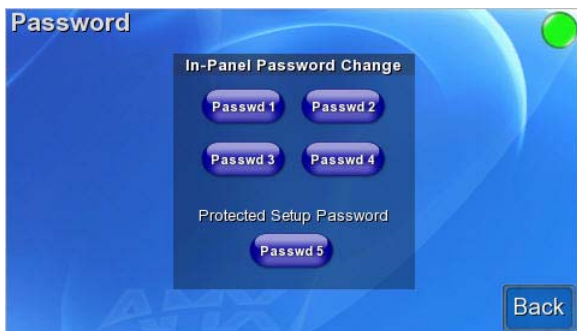 Password
In-Panel Password Change
Passwd 1 Passwd 2
Passwd 3 Passwd 4
Protected Setup Password
Passwd 5
AMX
Back